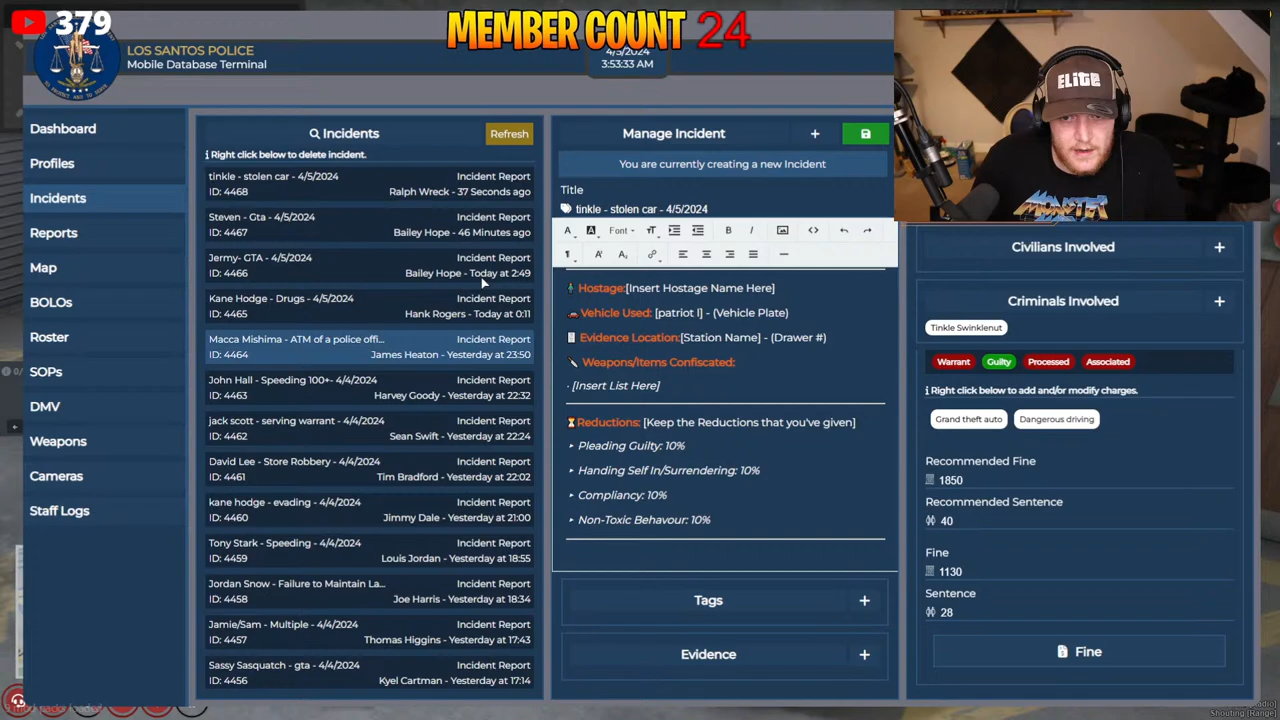 379
MEMBER COUNT 24
LOS SANTOS POLICE
Mobile Database Terminal
4/5/2024
3:53:33 AM
ELITE
MONSTER
Dashboard
Profiles
Incidents
Reports
Map
BOLOs
Roster
SOPs
DMV
Weapons
Cameras
Staff Logs
Incidents
Refresh
Right click below to delete incident.
tinkle - stolen car - 4/5/2024 Incident Report
ID: 4468 Ralph Wreck - 37 Seconds ago
Steven - Gta - 4/5/2024 Incident Report
ID: 4467 Bailey Hope - 46 Minutes ago
Jermy- GTA - 4/5/2024 Incident Report
ID: 4466 Bailey Hope - Today at 2:49
Kane Hodge - Drugs - 4/5/2024 Incident Report
ID: 4465 Hank Rogers - Today at 0:11
Macca Mishima - ATM of a police offi... Incident Report
ID: 4464 James Heaton - Yesterday at 23:50
John Hall - Speeding 100+- 4/4/2024 Incident Report
ID: 4463 Harvey Goody - Yesterday at 22:32
jack scott - serving warrant - 4/4/2024 Incident Report
ID: 4462 Sean Swift - Yesterday at 22:24
David Lee - Store Robbery - 4/4/2024 Incident Report
ID: 4461 Tim Bradford - Yesterday at 22:02
kane hodge - evading - 4/4/2024 Incident Report
ID: 4460 Jimmy Dale - Yesterday at 21:00
Tony Stark - Speeding - 4/4/2024 Incident Report
ID: 4459 Louis Jordan - Yesterday at 18:55
Jordan Snow - Failure to Maintain La... Incident Report
ID: 4458 Joe Harris - Yesterday at 18:34
Jamie/Sam - Multiple - 4/4/2024 Incident Report
ID: 4457 Thomas Higgins - Yesterday at 17:43
Sassy Sasquatch - gta - 4/4/2024 Incident Report
ID: 4456 Kyel Cartman - Yesterday at 17:14
Manage Incident
You are currently creating a new Incident
Title
tinkle - stolen car - 4/5/2024
Font
Hostage:[Insert Hostage Name Here]
Vehicle Used: [patriot l] - (Vehicle Plate)
Evidence Location:[Station Name] - (Drawer #)
Weapons/Items Confiscated:
· [Insert List Here]
Reductions: [Keep the Reductions that you've given]
‣ Pleading Guilty: 10%
‣ Handing Self In/Surrendering: 10%
‣ Compliancy: 10%
‣ Non-Toxic Behaviour: 10%
Tags
Evidence
Civilians Involved
Criminals Involved
Tinkle Swinklenut
Warrant Guilty Processed Associated
Right click below to add and/or modify charges.
Grand theft auto Dangerous driving
Recommended Fine
1850
Recommended Sentence
40
Fine
1130
Sentence
28
Fine
Shouting (Range)